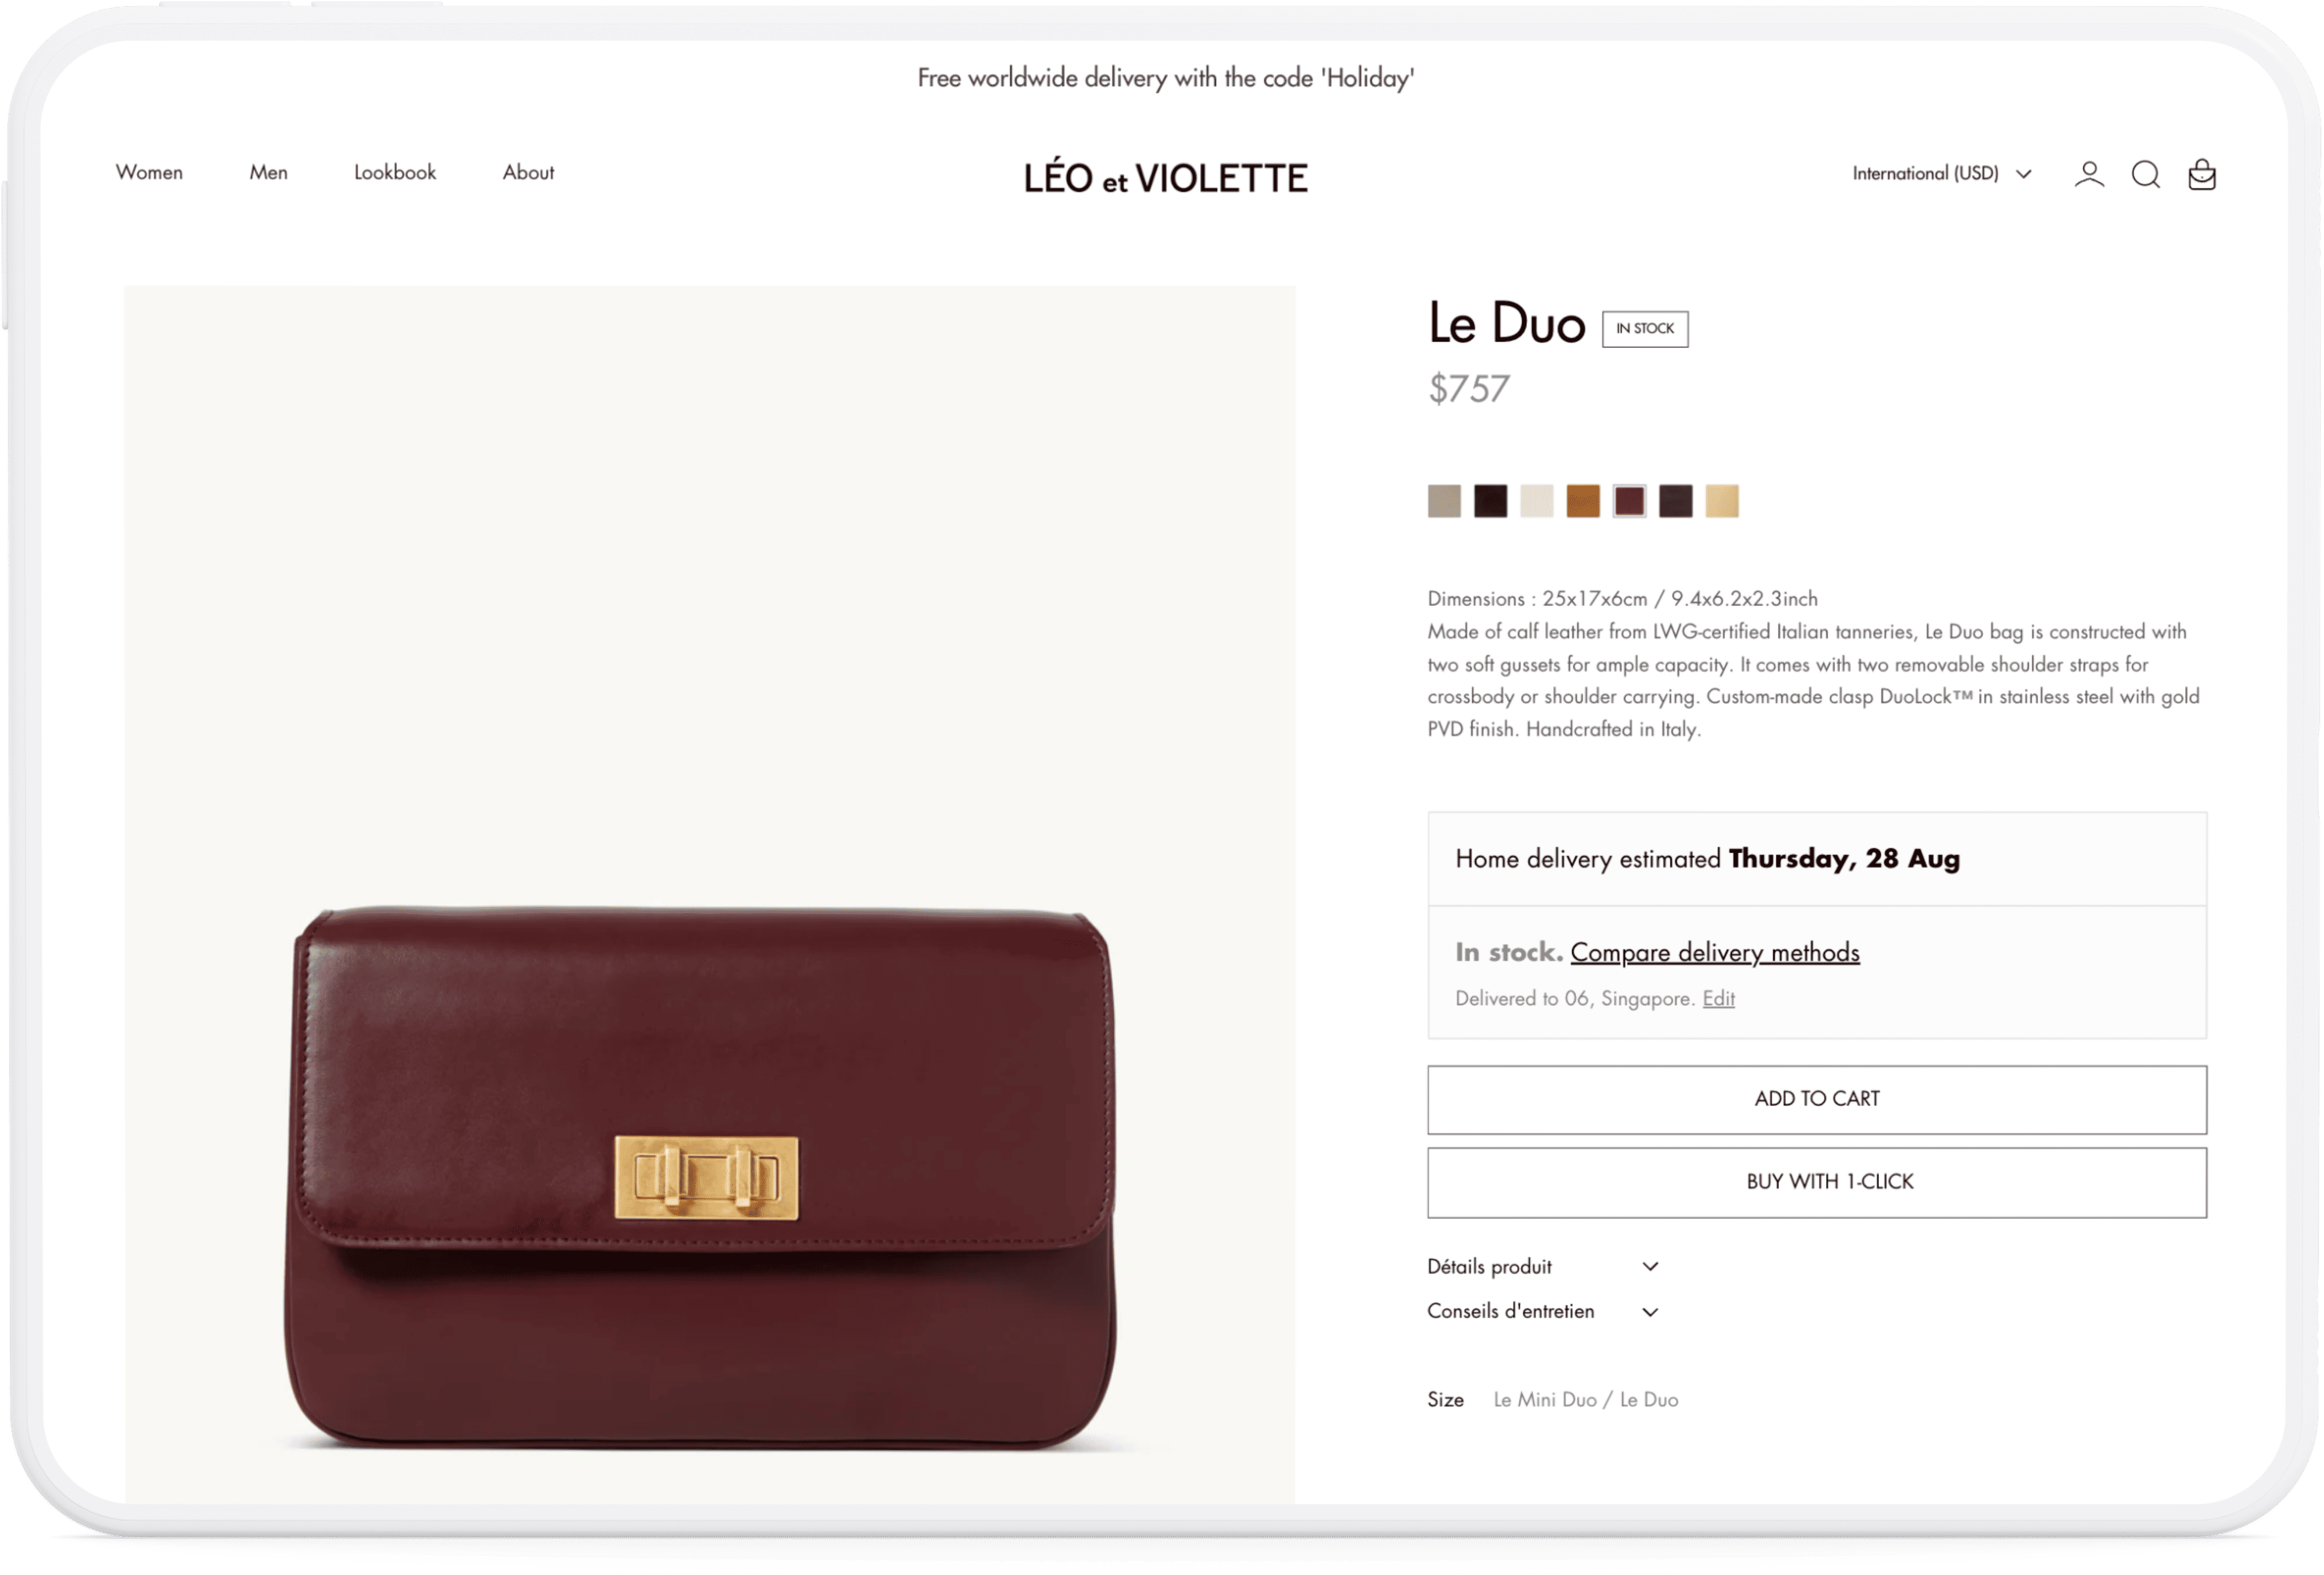 Free worldwide delivery with the code 'Holiday'
Women Men Lookbook About
LÉO et VIOLETTE
International (USD)
Le Duo IN STOCK
$757
Dimensions : 25x17x6cm / 9.4x6.2x2.3inch
Made of calf leather from LWG-certified Italian tanneries, Le Duo bag is constructed with
two soft gussets for ample capacity. It comes with two removable shoulder straps for
crossbody or shoulder carrying. Custom-made clasp DuoLock™ in stainless steel with gold
PVD finish. Handcrafted in Italy.
Home delivery estimated Thursday, 28 Aug
In stock. Compare delivery methods
Delivered to 06, Singapore. Edit
ADD TO CART
BUY WITH 1-CLICK
Détails produit
Conseils d'entretien
Size Le Mini Duo / Le Duo